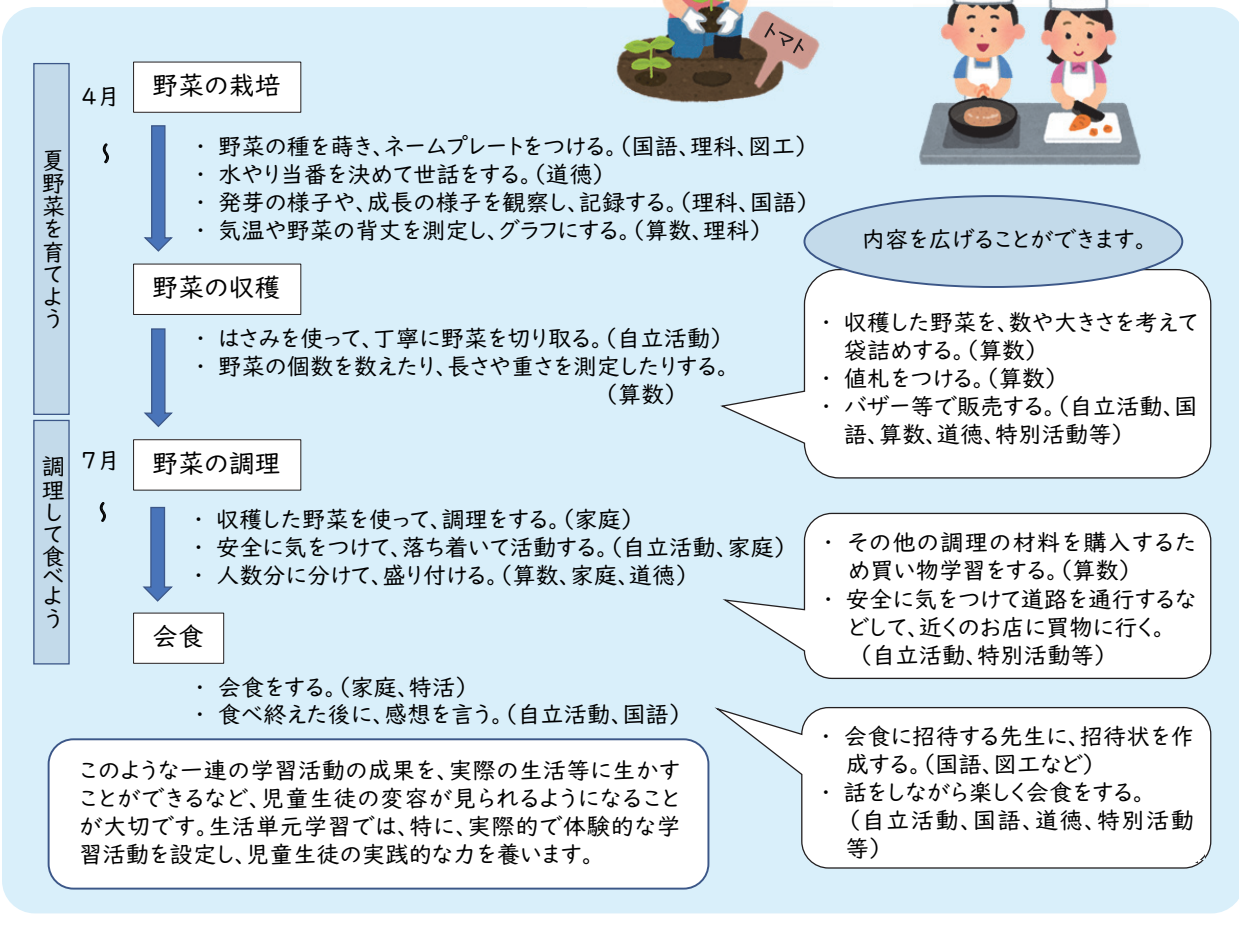 トマト
夏野菜を育てよう
4月
〜
野菜の栽培
・ 野菜の種を蒔き、ネームプレートをつける。(国語、理科、図工)
・ 水やり当番を決めて世話をする。(道徳)
・ 発芽の様子や、成長の様子を観察し、記録する。(理科、国語)
・ 気温や野菜の背丈を測定し、グラフにする。(算数、理科)
野菜の収穫
・ はさみを使って、丁寧に野菜を切り取る。(自立活動)
・ 野菜の個数を数えたり、長さや重さを測定したりする。
(算数)
内容を広げることができます。
・ 収穫した野菜を、数や大きさを考えて
袋詰めする。(算数)
・ 値札をつける。(算数)
・ バザー等で販売する。(自立活動、国
語、算数、道徳、特別活動等)
調理して食べよう
7月
〜
野菜の調理
・ 収穫した野菜を使って、調理をする。(家庭)
・ 安全に気をつけて、落ち着いて活動する。(自立活動、家庭)
・ 人数分に分けて、盛り付ける。(算数、家庭、道徳)
・ その他の調理の材料を購入するた
め買い物学習をする。(算数)
・ 安全に気をつけて道路を通行するな
どして、近くのお店に買物に行く。
(自立活動、特別活動等)
会食
・ 会食をする。(家庭、特活)
・ 食べ終えた後に、感想を言う。(自立活動、国語)
・ 会食に招待する先生に、招待状を作
成する。(国語、図工など)
・ 話をしながら楽しく会食をする。
(自立活動、国語、道徳、特別活動
等)
このような一連の学習活動の成果を、実際の生活等に生かす
ことができるなど、児童生徒の変容が見られるようになること
が大切です。生活単元学習では、特に、実際的で体験的な学
習活動を設定し、児童生徒の実践的な力を養います。